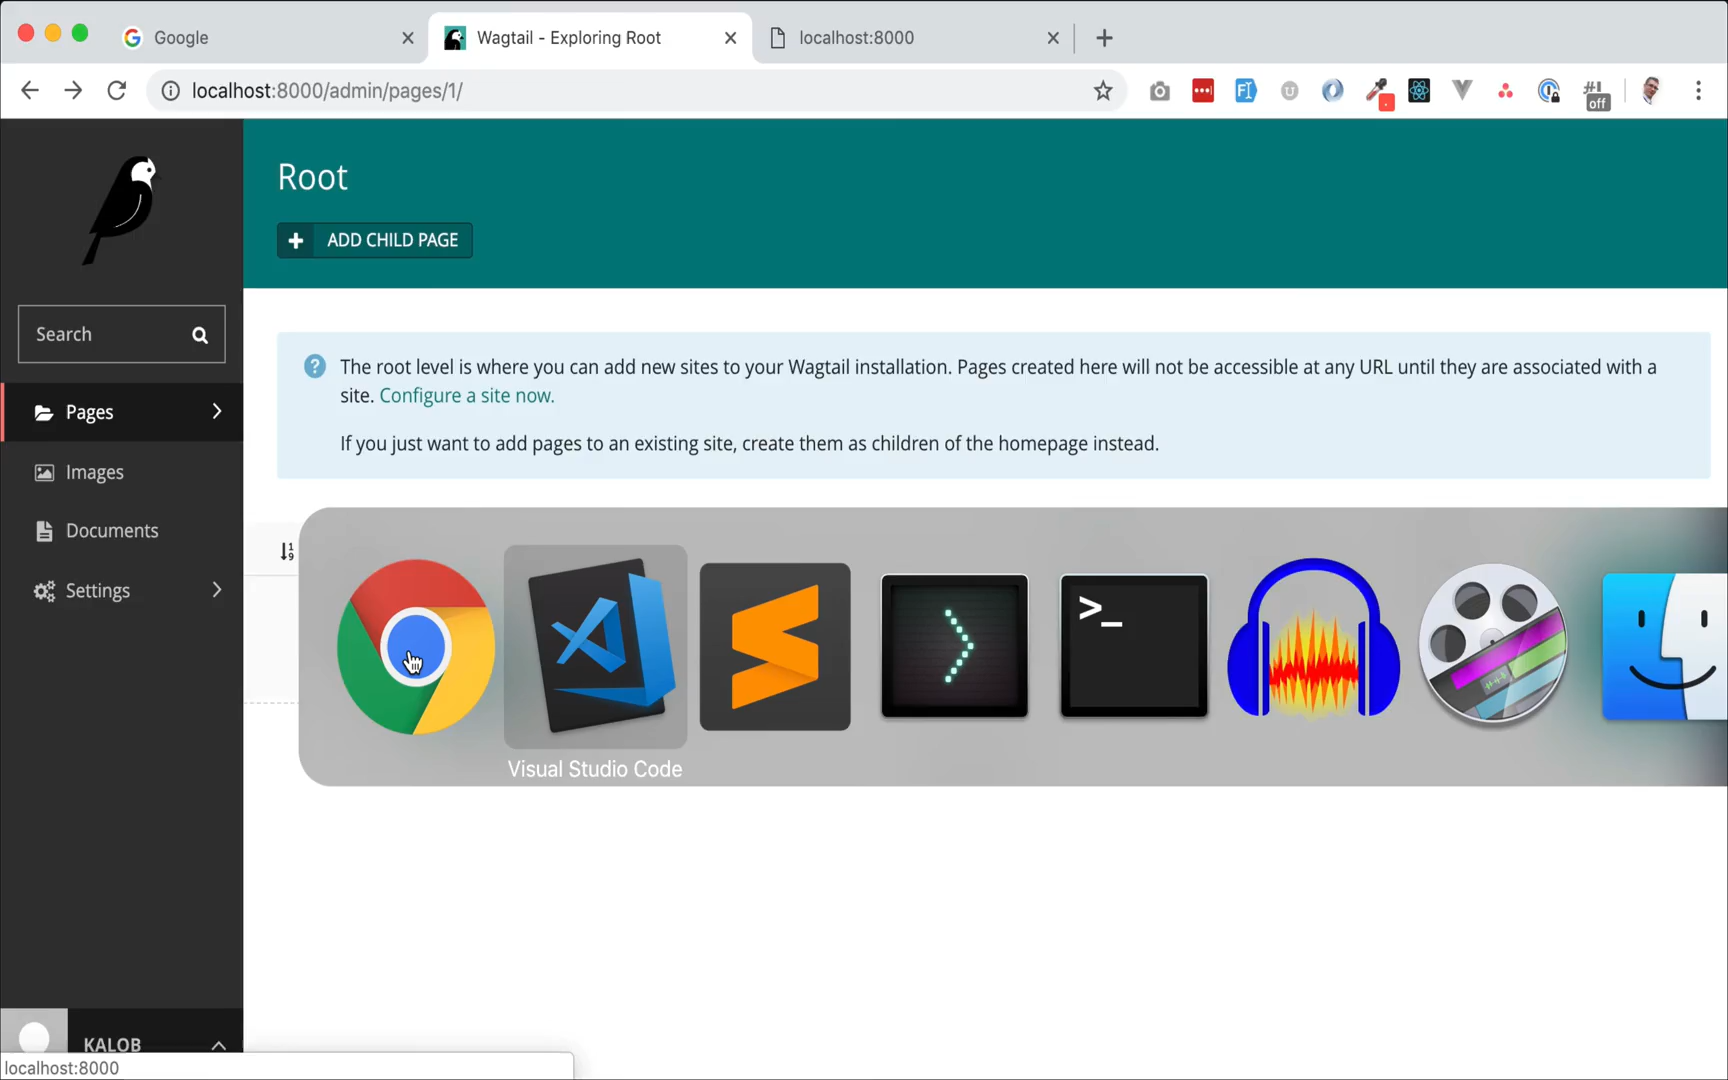 Google
Wagtail - Exploring Root
localhost:8000
localhost:8000/admin/pages/1/
off
Root
ADD CHILD PAGE
Search
The root level is where you can add new sites to your Wagtail installation. Pages created here will not be accessible at any URL until they are associated with a
site. Configure a site now.
If you just want to add pages to an existing site, create them as children of the homepage instead.
Pages
Images
Documents
Settings
Visual Studio Code
KALOB
localhost:8000